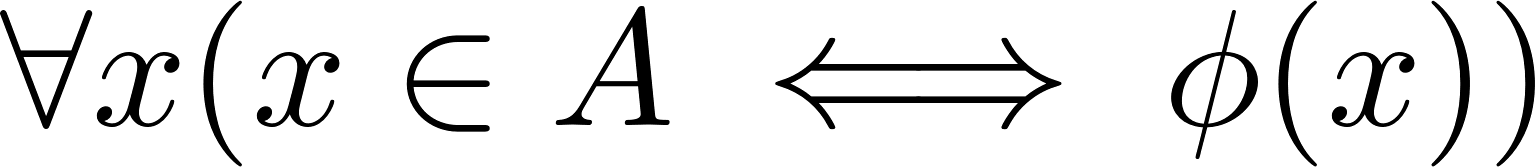 ∀x(x ∈ A ⟺ ϕ(x))